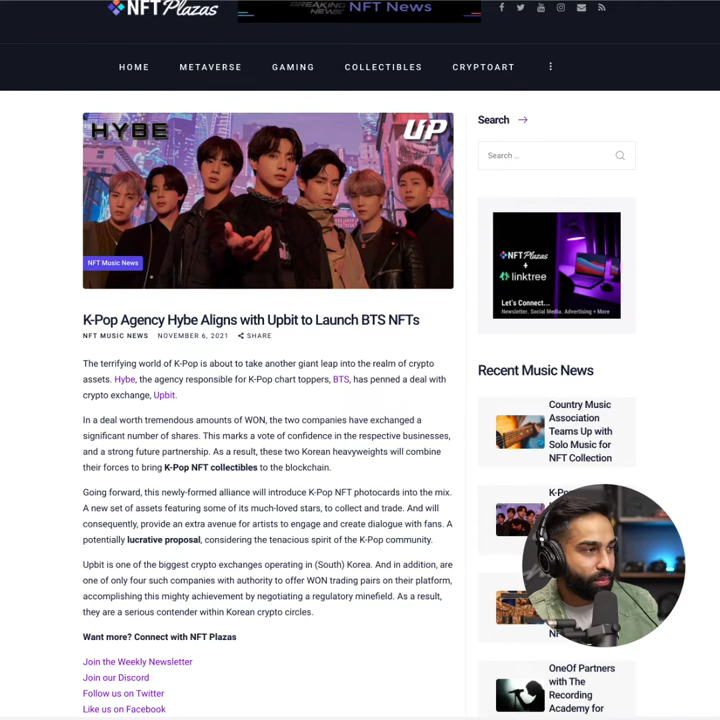 NFT Plazas
BREAKING NEWS NFT News
HOME METAVERSE GAMING COLLECTIBLES CRYPTOART
HYBE
UP
NFT Music News
K-Pop Agency Hybe Aligns with Upbit to Launch BTS NFTs
NFT MUSIC NEWS NOVEMBER 6, 2021 SHARE
The terrifying world of K-Pop is about to take another giant leap into the realm of crypto
assets. Hybe, the agency responsible for K-Pop chart toppers, BTS, has penned a deal with
crypto exchange, Upbit.
In a deal worth tremendous amounts of WON, the two companies have exchanged a
significant number of shares. This marks a vote of confidence in the respective businesses,
and a strong future partnership. As a result, these two Korean heavyweights will combine
their forces to bring K-Pop NFT collectibles to the blockchain.
Going forward, this newly-formed alliance will introduce K-Pop NFT photocards into the mix.
A new set of assets featuring some of its much-loved stars, to collect and trade. And will
consequently, provide an extra avenue for artists to engage and create dialogue with fans. A
potentially lucrative proposal, considering the tenacious spirit of the K-Pop community.
Upbit is one of the biggest crypto exchanges operating in (South) Korea. And in addition, are
one of only four such companies with authority to offer WON trading pairs on their platform,
accomplishing this mighty achievement by negotiating a regulatory minefield. As a result,
they are a serious contender within Korean crypto circles.
Want more? Connect with NFT Plazas
Join the Weekly Newsletter
Join our Discord
Follow us on Twitter
Like us on Facebook
Search
Search ...
NFT Plazas
+
linktree
Let's Connect...
Newsletter. Social Media. Advertising + More
Recent Music News
Country Music
Association
Teams Up with
Solo Music for
NFT Collection
OneOf Partners
with The
Recording
Academy for